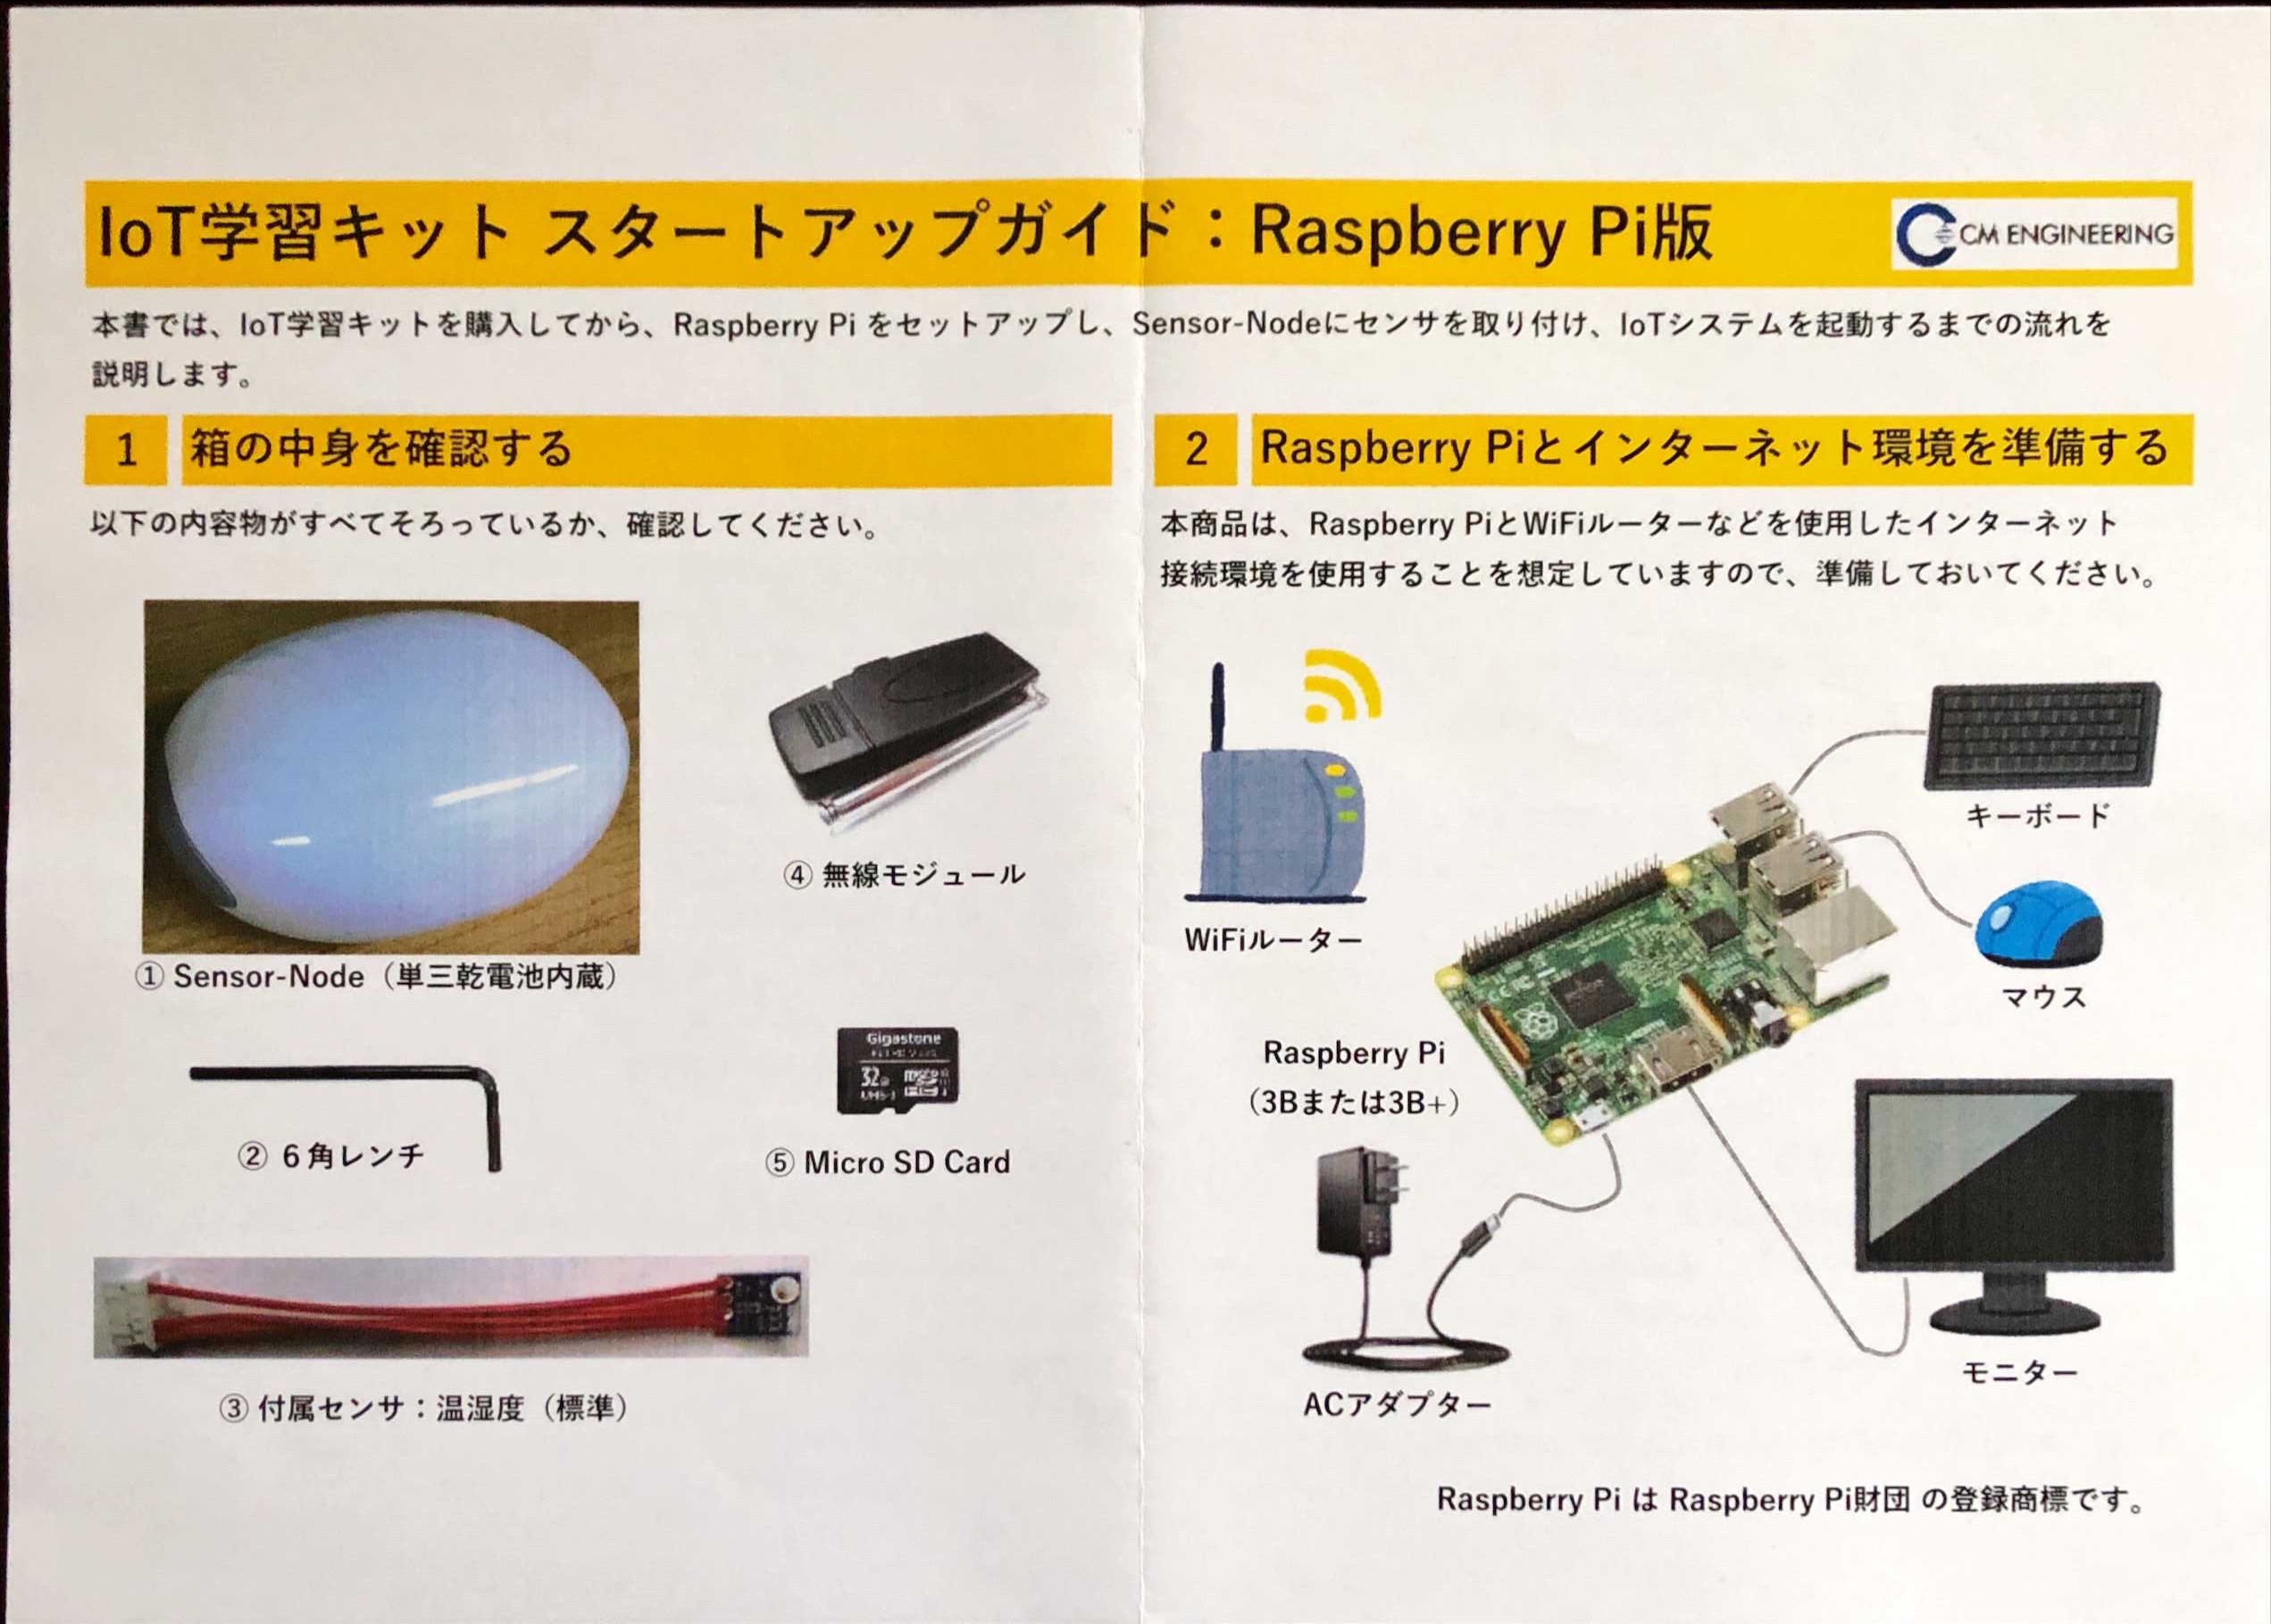 IoT学習キット スタートアップガイド：Raspberry Pi版
CM ENGINEERING
本書では、IoT学習キットを購入してから、Raspberry Pi をセットアップし、Sensor-Nodeにセンサを取り付け、IoTシステムを起動するまでの流れを
説明します。
1 箱の中身を確認する
以下の内容物がすべてそろっているか、確認してください。
① Sensor-Node（単三乾電池内蔵）
④ 無線モジュール
② 6角レンチ
Gigastone
32
⑤ Micro SD Card
③ 付属センサ：温湿度（標準）
2 Raspberry Piとインターネット環境を準備する
本商品は、Raspberry PiとWiFiルーターなどを使用したインターネット
接続環境を使用することを想定していますので、準備しておいてください。
WiFiルーター
キーボード
マウス
Raspberry Pi
（3Bまたは3B+）
ACアダプター
モニター
Raspberry Pi は Raspberry Pi財団 の登録商標です。